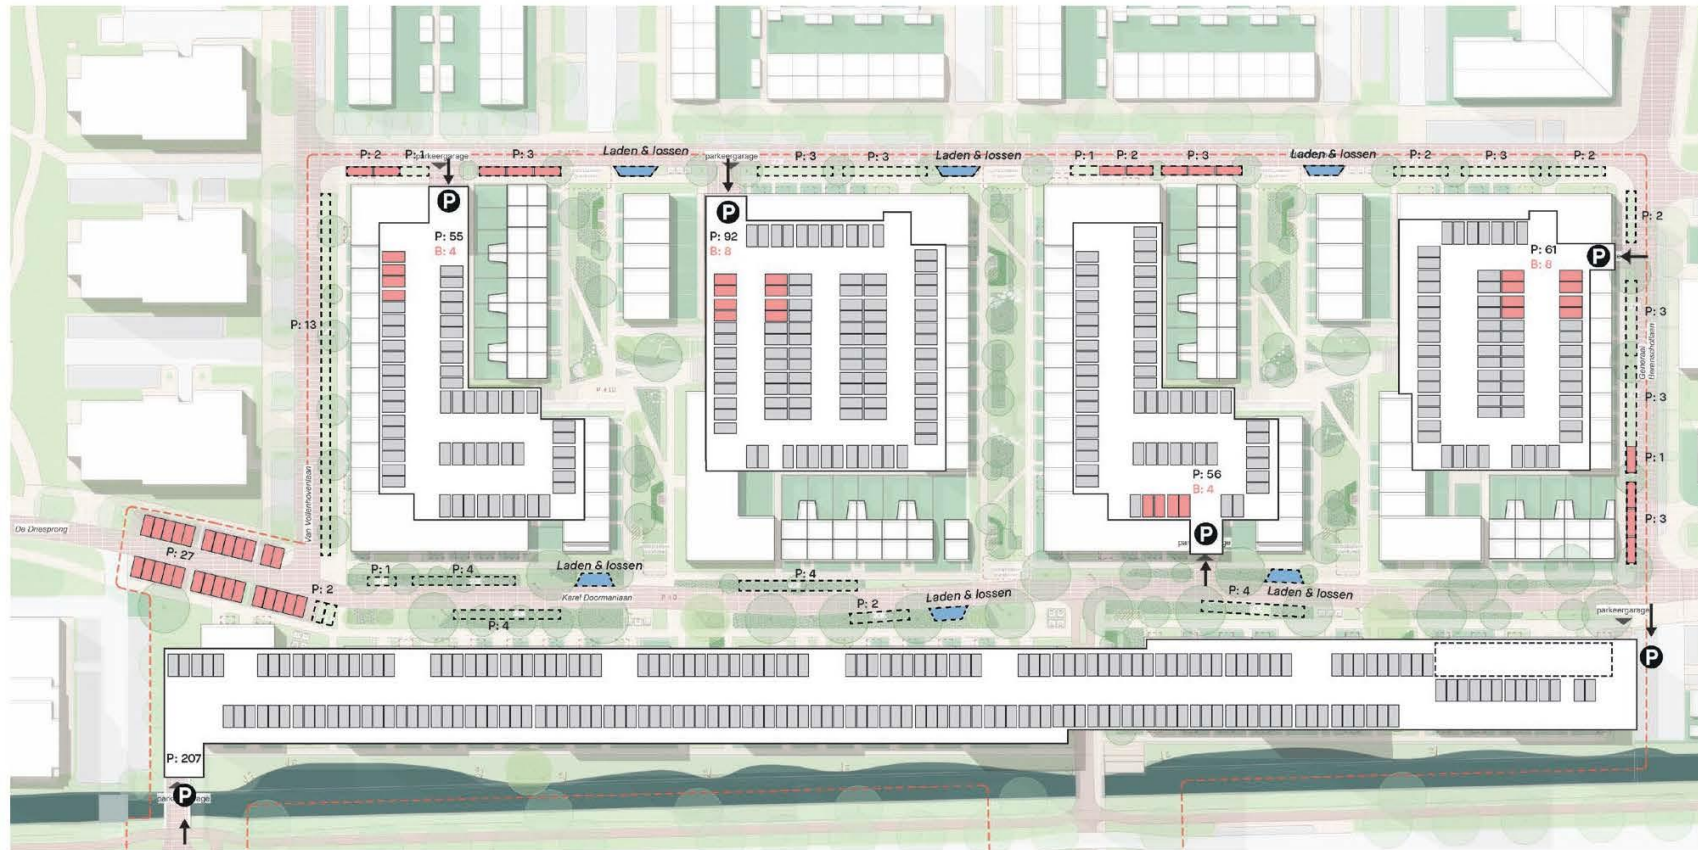 P: 2
P: 1
parkeergarage
P: 3
Laden & lossen
parkeergarage
P: 3
P: 3
Laden & lossen
P: 1
P: 2
P: 3
Laden & lossen
P: 2
P: 3
P: 2
P
P
P: 2
P: 55
B: 4
P: 92
B: 8
P: 61
B: 8
P
P: 13
P: 3
Generaal
P: 3
P: 1
P: 56
B: 4
Van Vollenhovenlaan
P: 3
De Dreesprong
P
P: 27
P: 2
P: 1
P: 4
Laden & lossen
P: 4
Karel Doormanlaan
P: 2
Laden & lossen
P: 4
Laden & lossen
P: 4
parkeergarage
P
P: 207
P